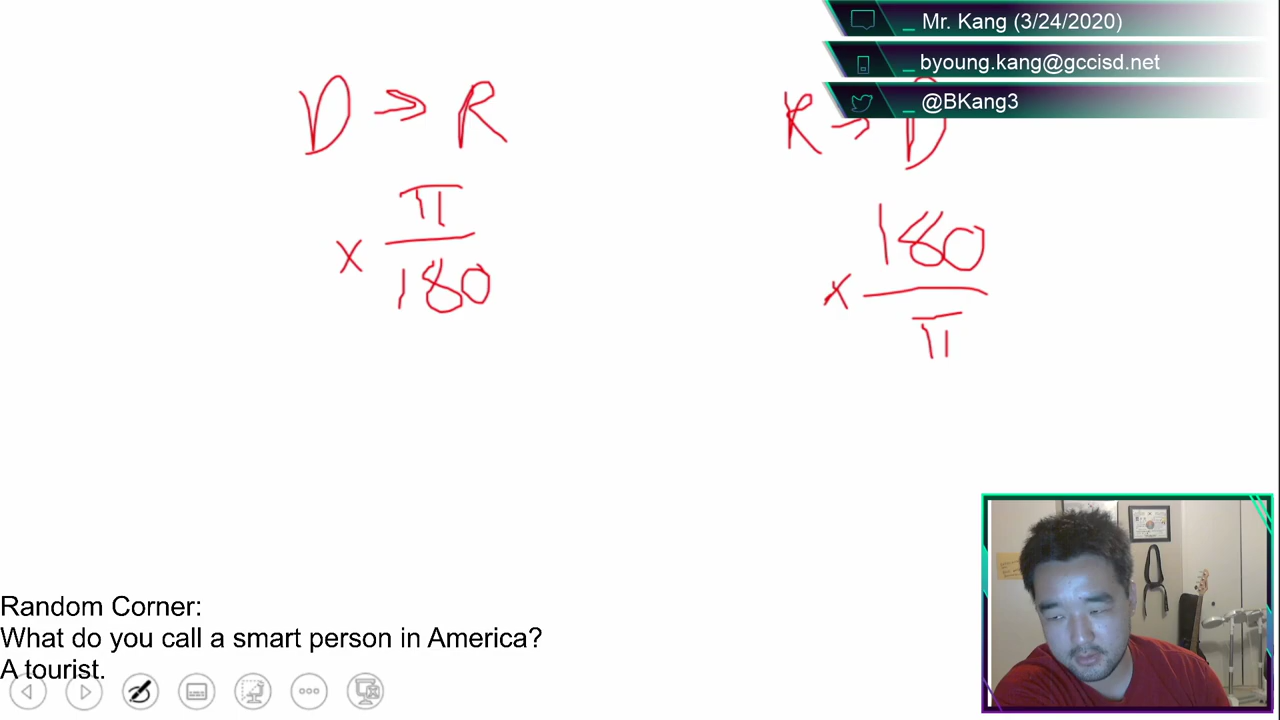 Mr. Kang (3/24/2020)
byoung.kang@gccisd.net
@BKang3
D → R
× π/180
R → D
× 180/π
Random Corner:
What do you call a smart person in America?
A tourist.